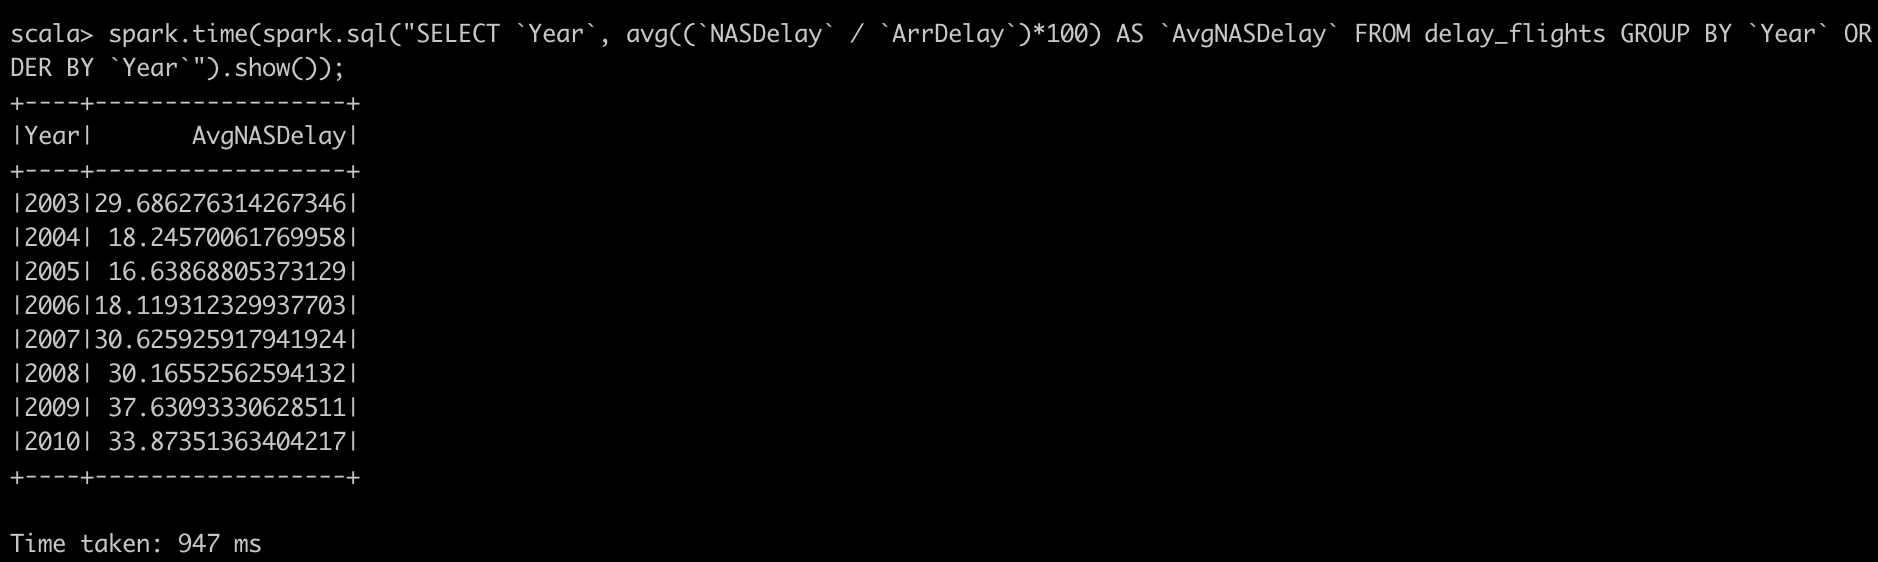 scala> spark.time(spark.sql("SELECT `Year`, avg((`NASDelay` / `ArrDelay`)*100) AS `AvgNASDelay` FROM delay_flights GROUP BY `Year` OR
DER BY `Year`").show());
+----+------------------+
|Year|       AvgNASDelay|
+----+------------------+
|2003|29.686276314267346|
|2004| 18.24570061769958|
|2005| 16.63868805373129|
|2006|18.119312329937703|
|2007|30.625925917941924|
|2008| 30.16552562594132|
|2009| 37.63093330628511|
|2010| 33.87351363404217|
+----+------------------+
Time taken: 947 ms